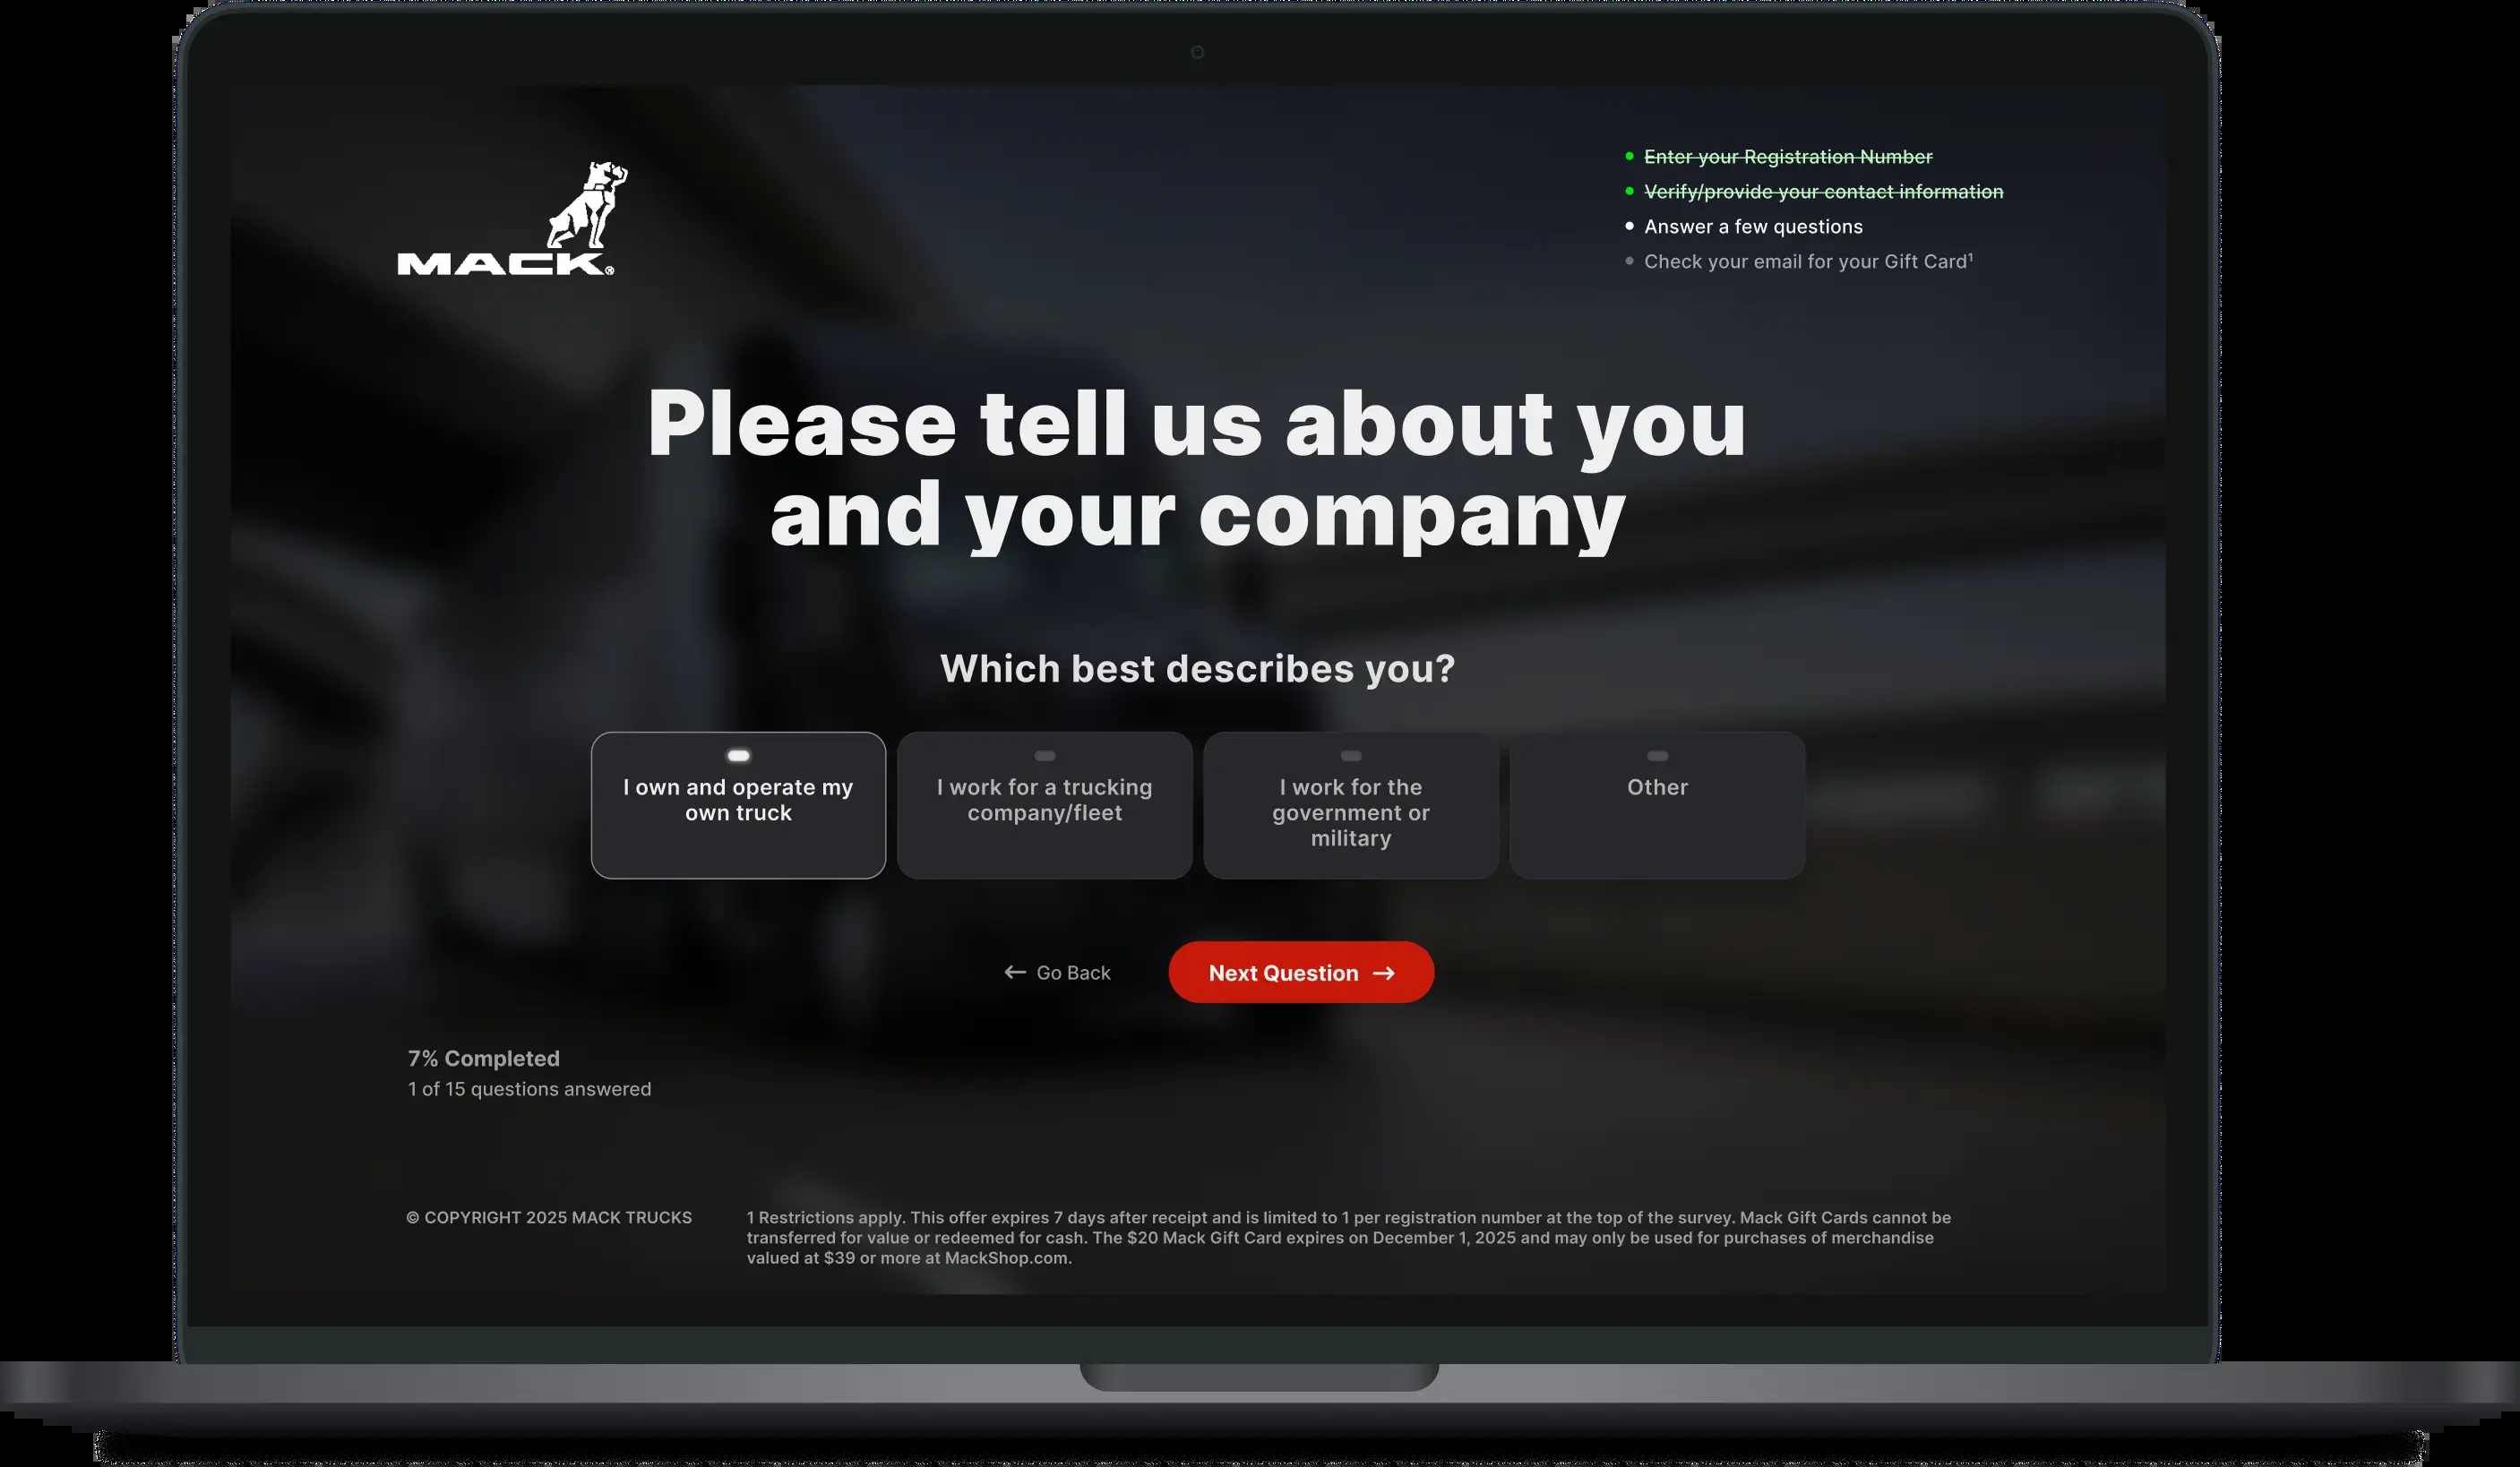 MACK®
Enter your Registration Number
Verify/provide your contact information
Answer a few questions
Check your email for your Gift Card¹
Please tell us about you
and your company
Which best describes you?
I own and operate my
own truck
I work for a trucking
company/fleet
I work for the
government or
military
Other
← Go Back
Next Question →
7% Completed
1 of 15 questions answered
© COPYRIGHT 2025 MACK TRUCKS
1 Restrictions apply. This offer expires 7 days after receipt and is limited to 1 per registration number at the top of the survey. Mack Gift Cards cannot be
transferred for value or redeemed for cash. The $20 Mack Gift Card expires on December 1, 2025 and may only be used for purchases of merchandise
valued at $39 or more at MackShop.com.